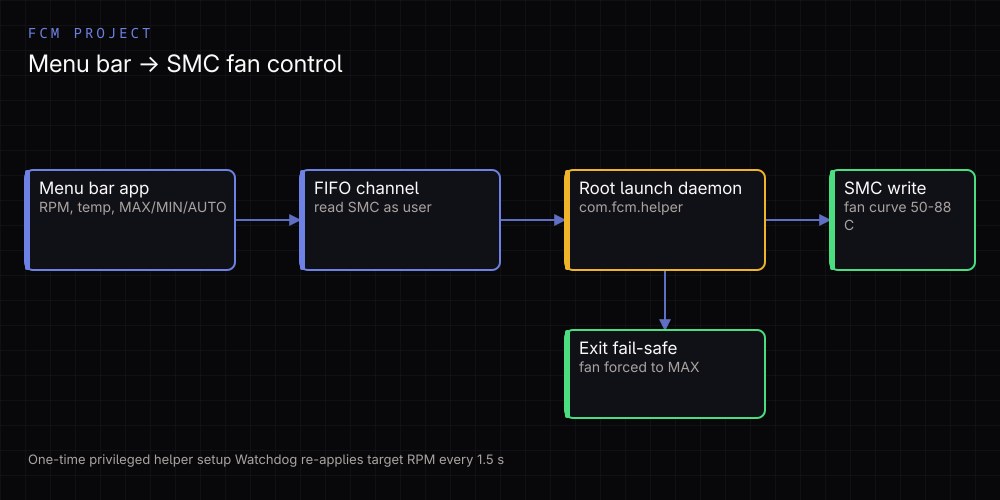 FCM PROJECT
Menu bar → SMC fan control
Menu bar app
RPM, temp, MAX/MIN/AUTO
FIFO channel
read SMC as user
Root launch daemon
com.fcm.helper
SMC write
fan curve 50-88
C
Exit fail-safe
fan forced to MAX
One-time privileged helper setup Watchdog re-applies target RPM every 1.5 s